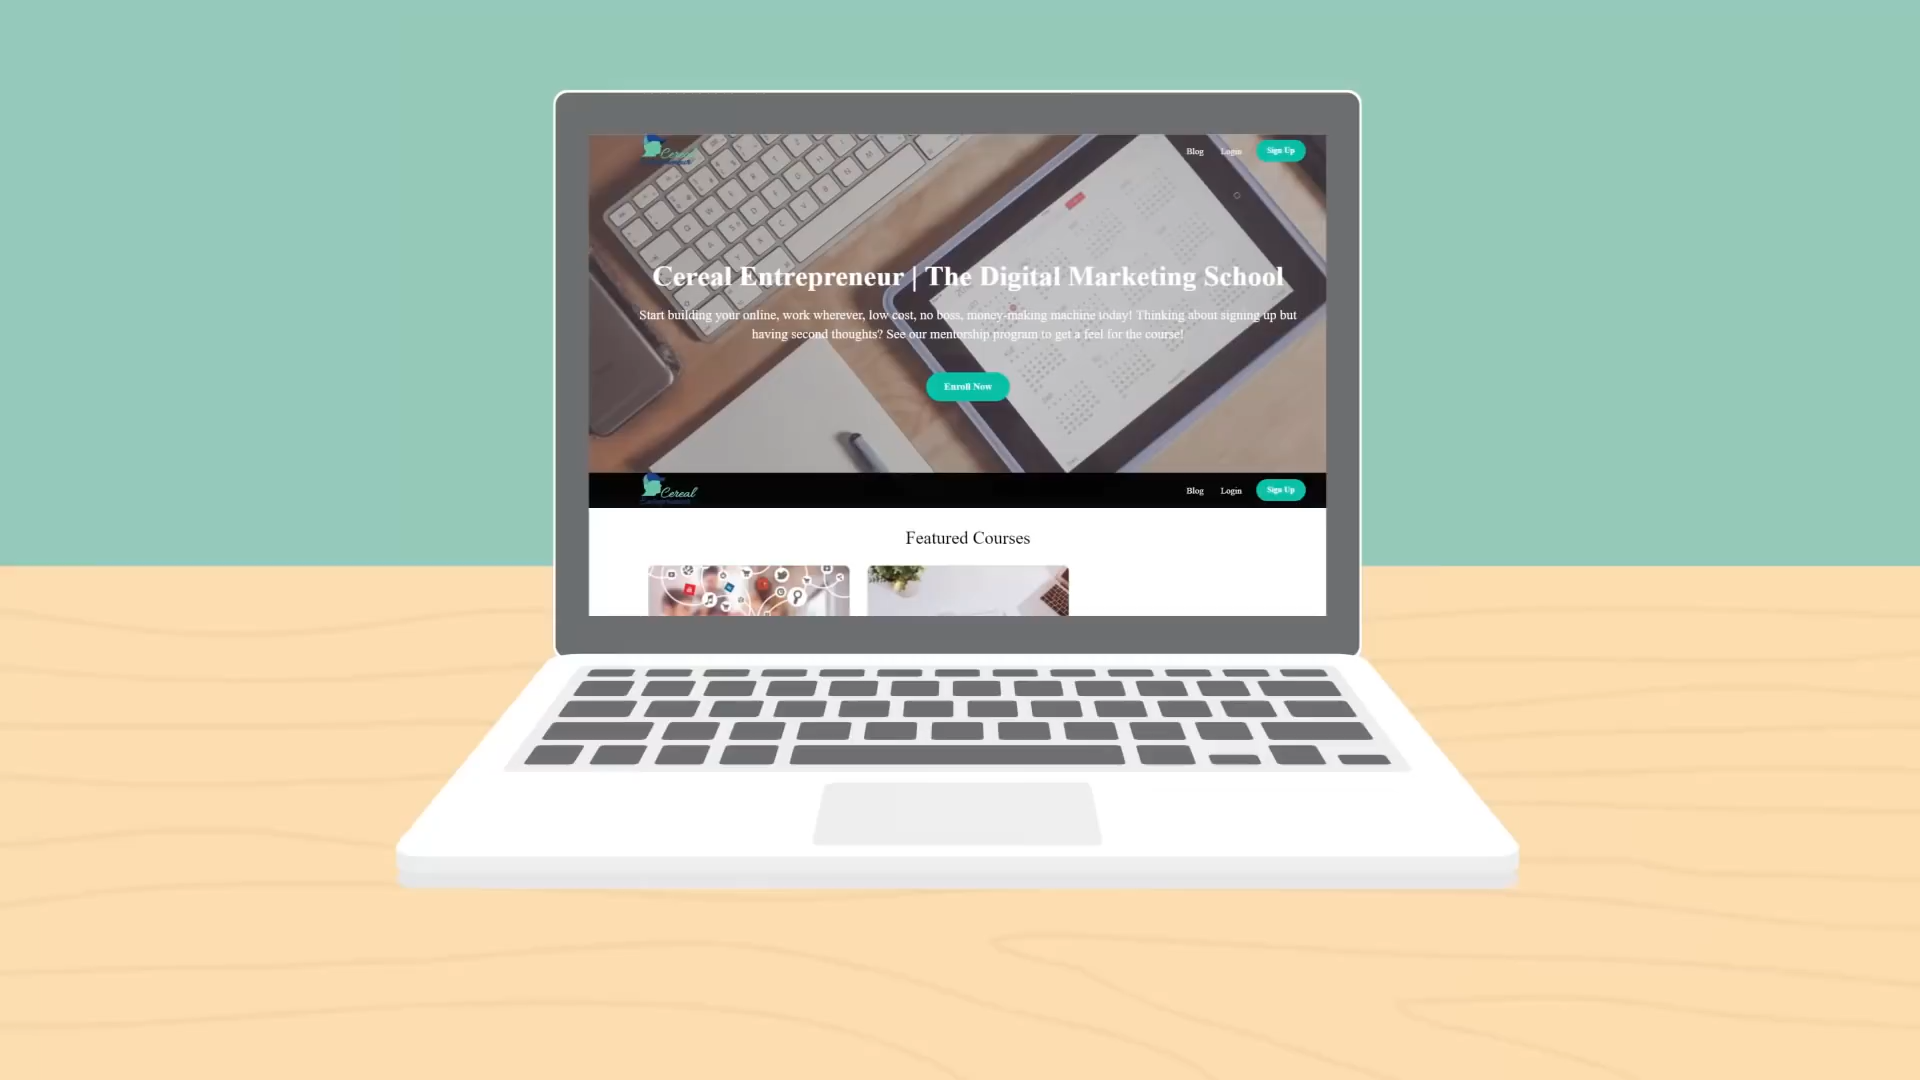 Cereal
Blog Login Sign Up
Cereal Entrepreneur | The Digital Marketing School
Start building your online, work wherever, low cost, no boss, money-making machine today! Thinking about signing up but
having second thoughts? See our mentorship program to get a feel for the course!
Enroll Now
Cereal
Entrepreneur
Blog Login Sign Up
Featured Courses